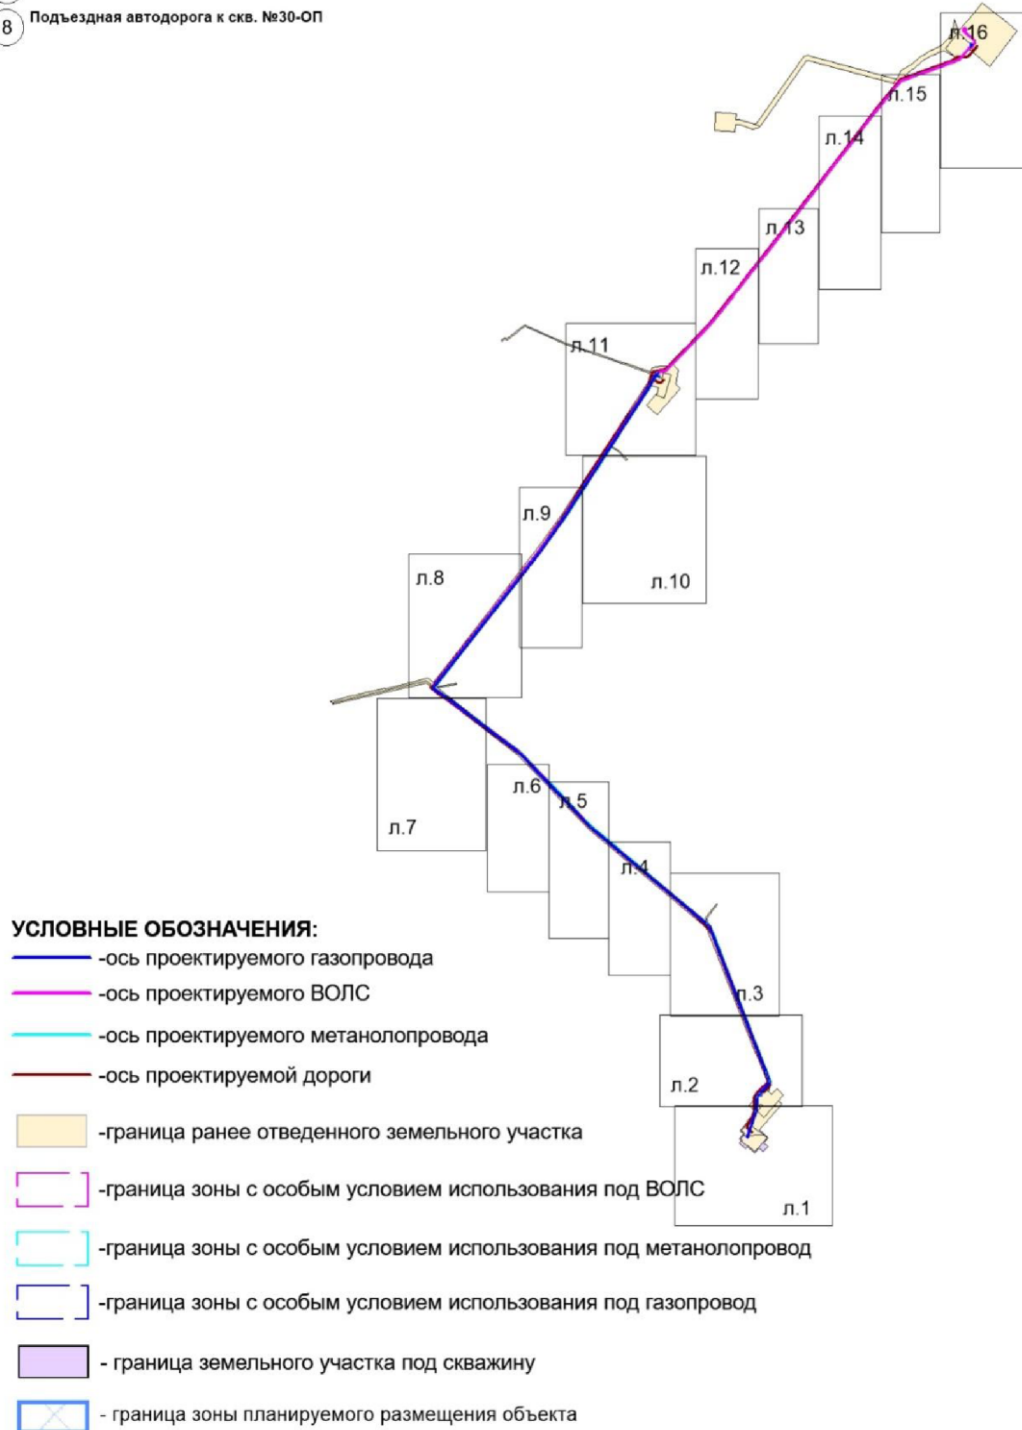 8 Подъездная автодорога к скв. №30-ОП
л.16
л.15
л.14
л.13
л.12
л.11
л.9
л.8
л.10
л.6
л.5
л.7
л.4
л.3
л.2
л.1
УСЛОВНЫЕ ОБОЗНАЧЕНИЯ:
-ось проектируемого газопровода
-ось проектируемого ВОЛС
-ось проектируемого метанолопровода
-ось проектируемой дороги
-граница ранее отведенного земельного участка
-граница зоны с особым условием использования под ВОЛС
-граница зоны с особым условием использования под метанолопровод
-граница зоны с особым условием использования под газопровод
- граница земельного участка под скважину
- граница зоны планируемого размещения объекта